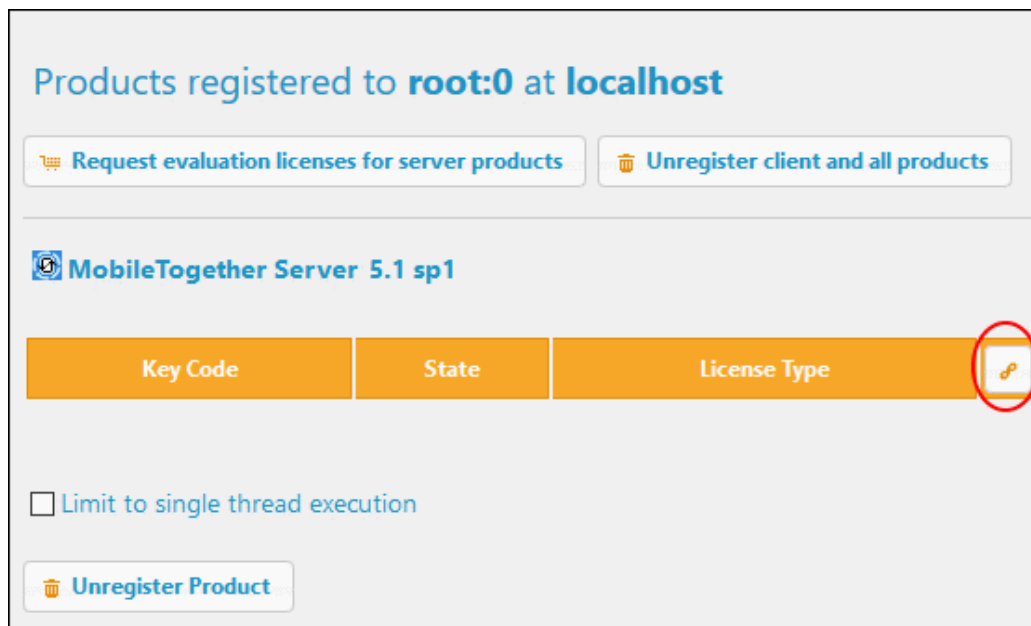 Products registered to root:0 at localhost
Request evaluation licenses for server products Unregister client and all products
MobileTogether Server 5.1 sp1
Key Code State License Type
Limit to single thread execution
Unregister Product